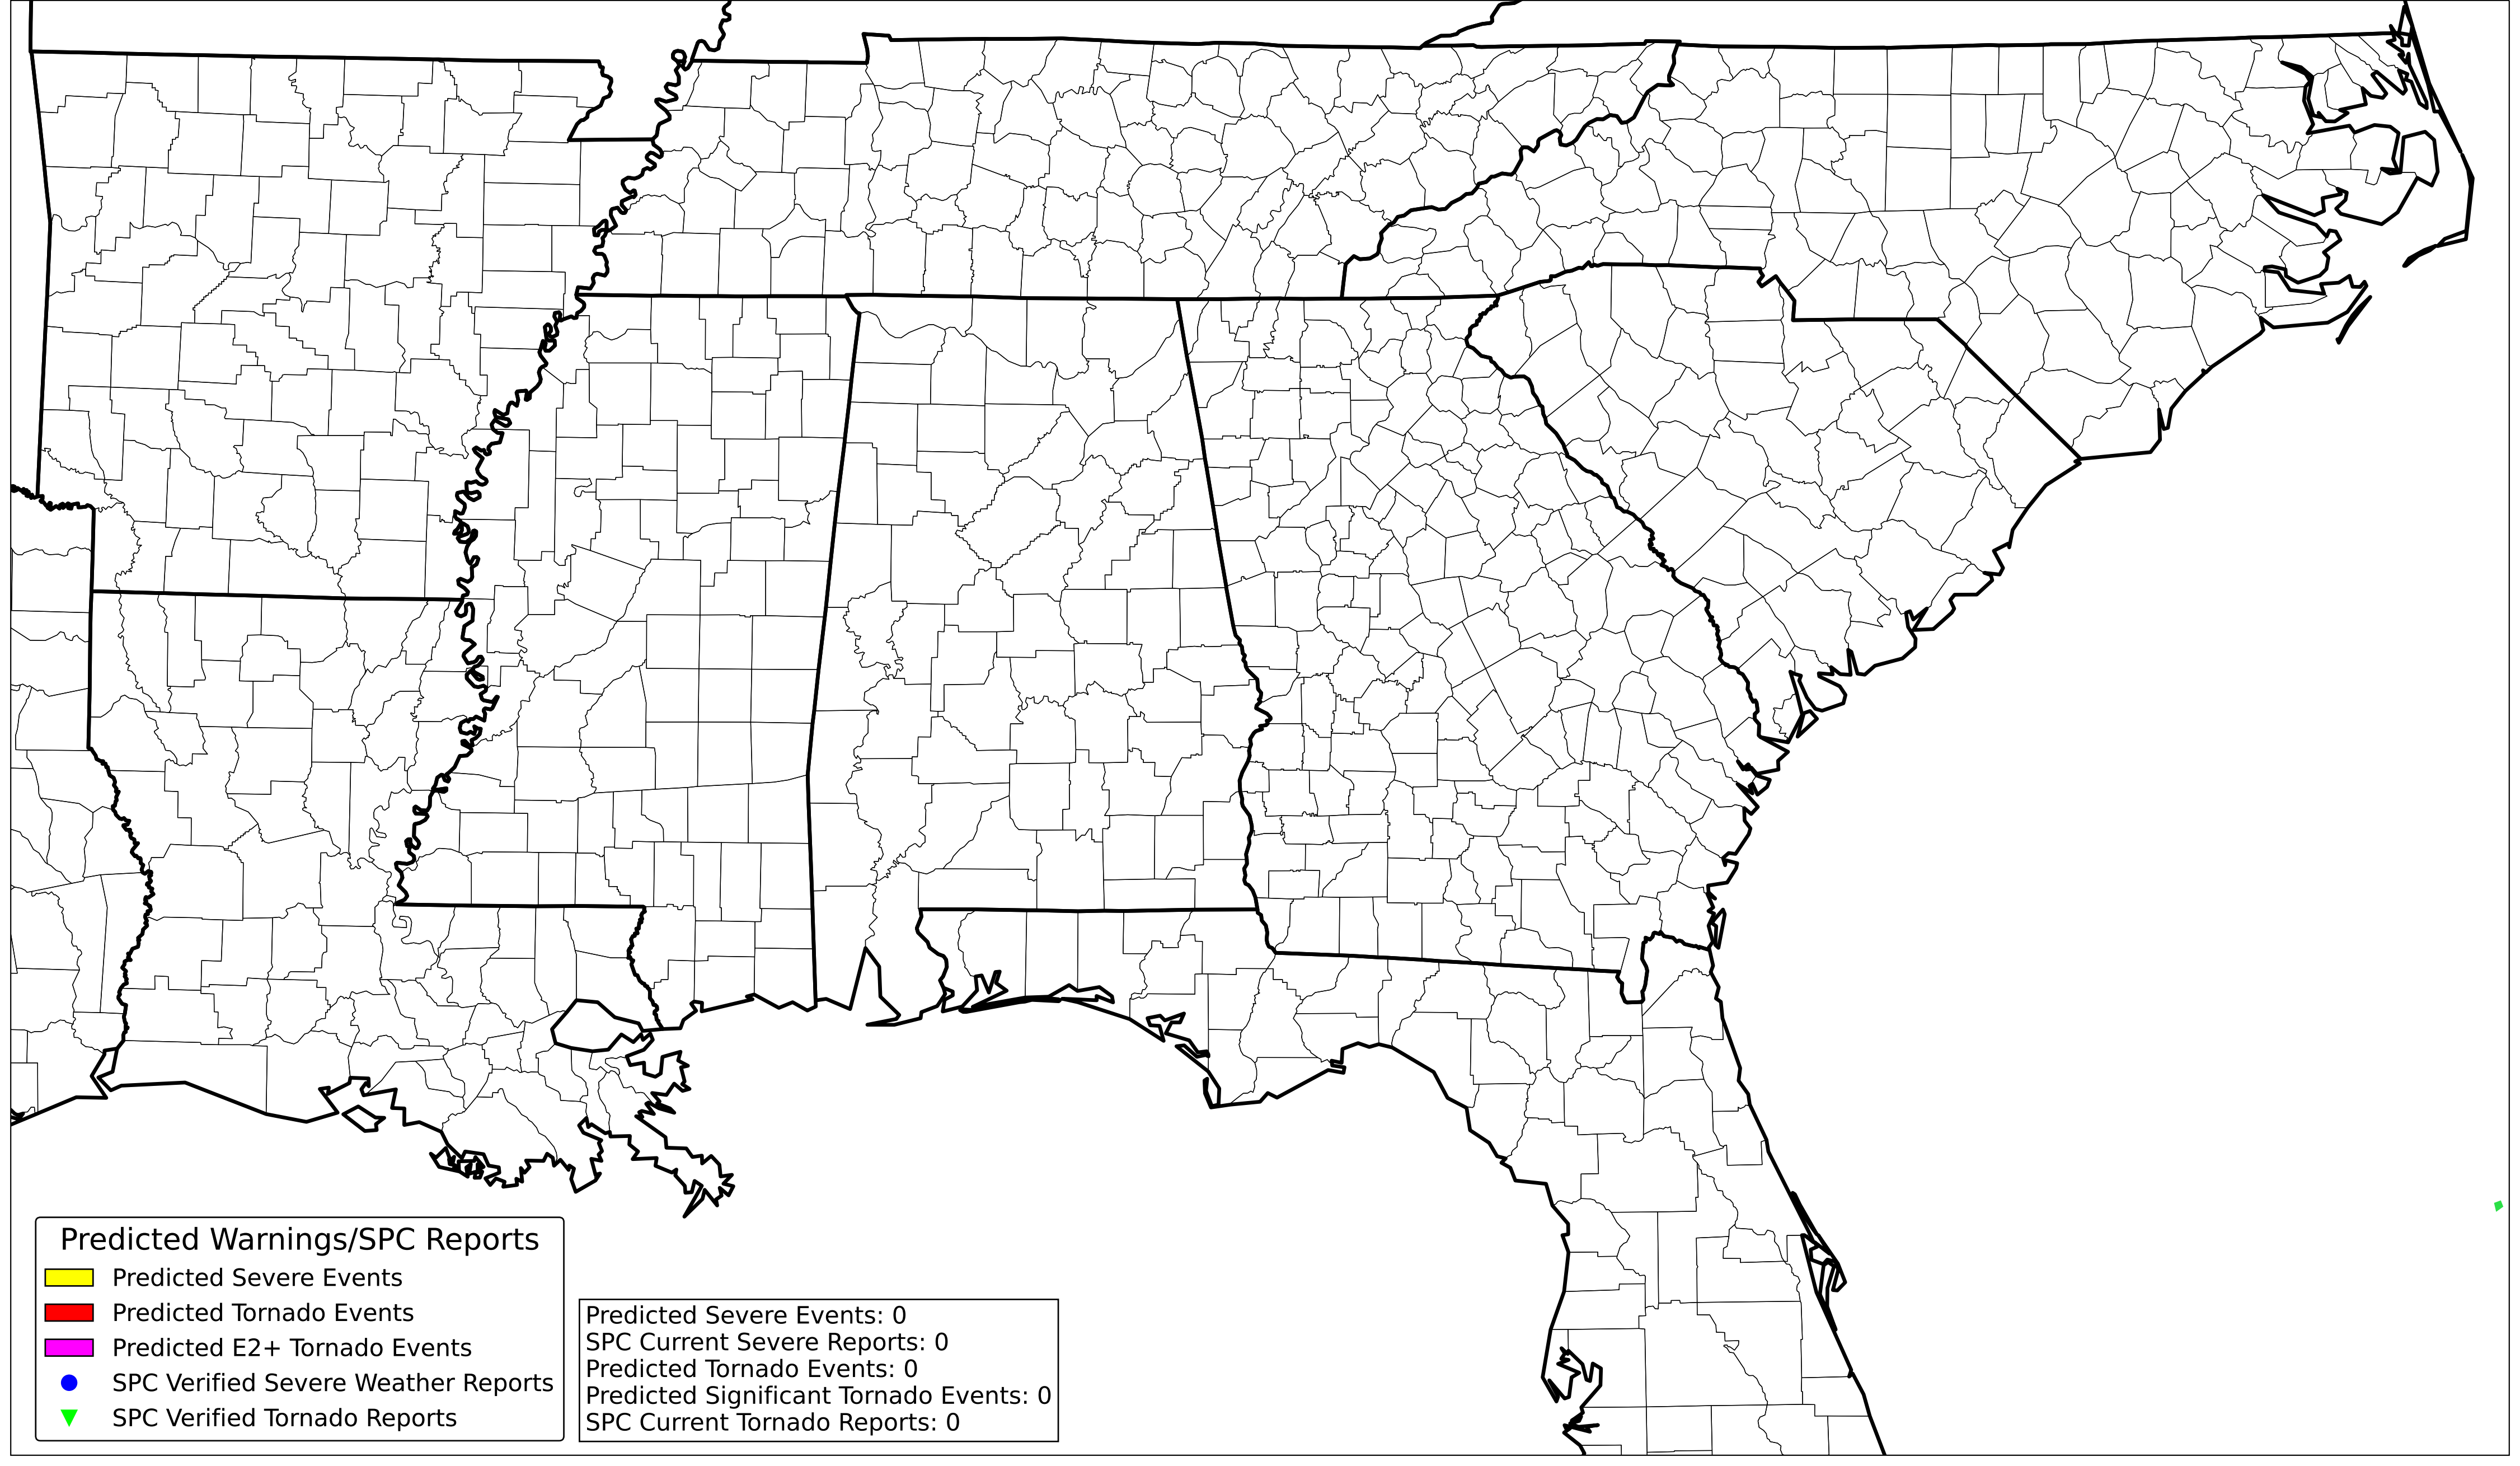 Predicted Warnings/SPC Reports
Predicted Severe Events
Predicted Tornado Events
Predicted E2+ Tornado Events
SPC Verified Severe Weather Reports
SPC Verified Tornado Reports
Predicted Severe Events: 0
SPC Current Severe Reports: 0
Predicted Tornado Events: 0
Predicted Significant Tornado Events: 0
SPC Current Tornado Reports: 0